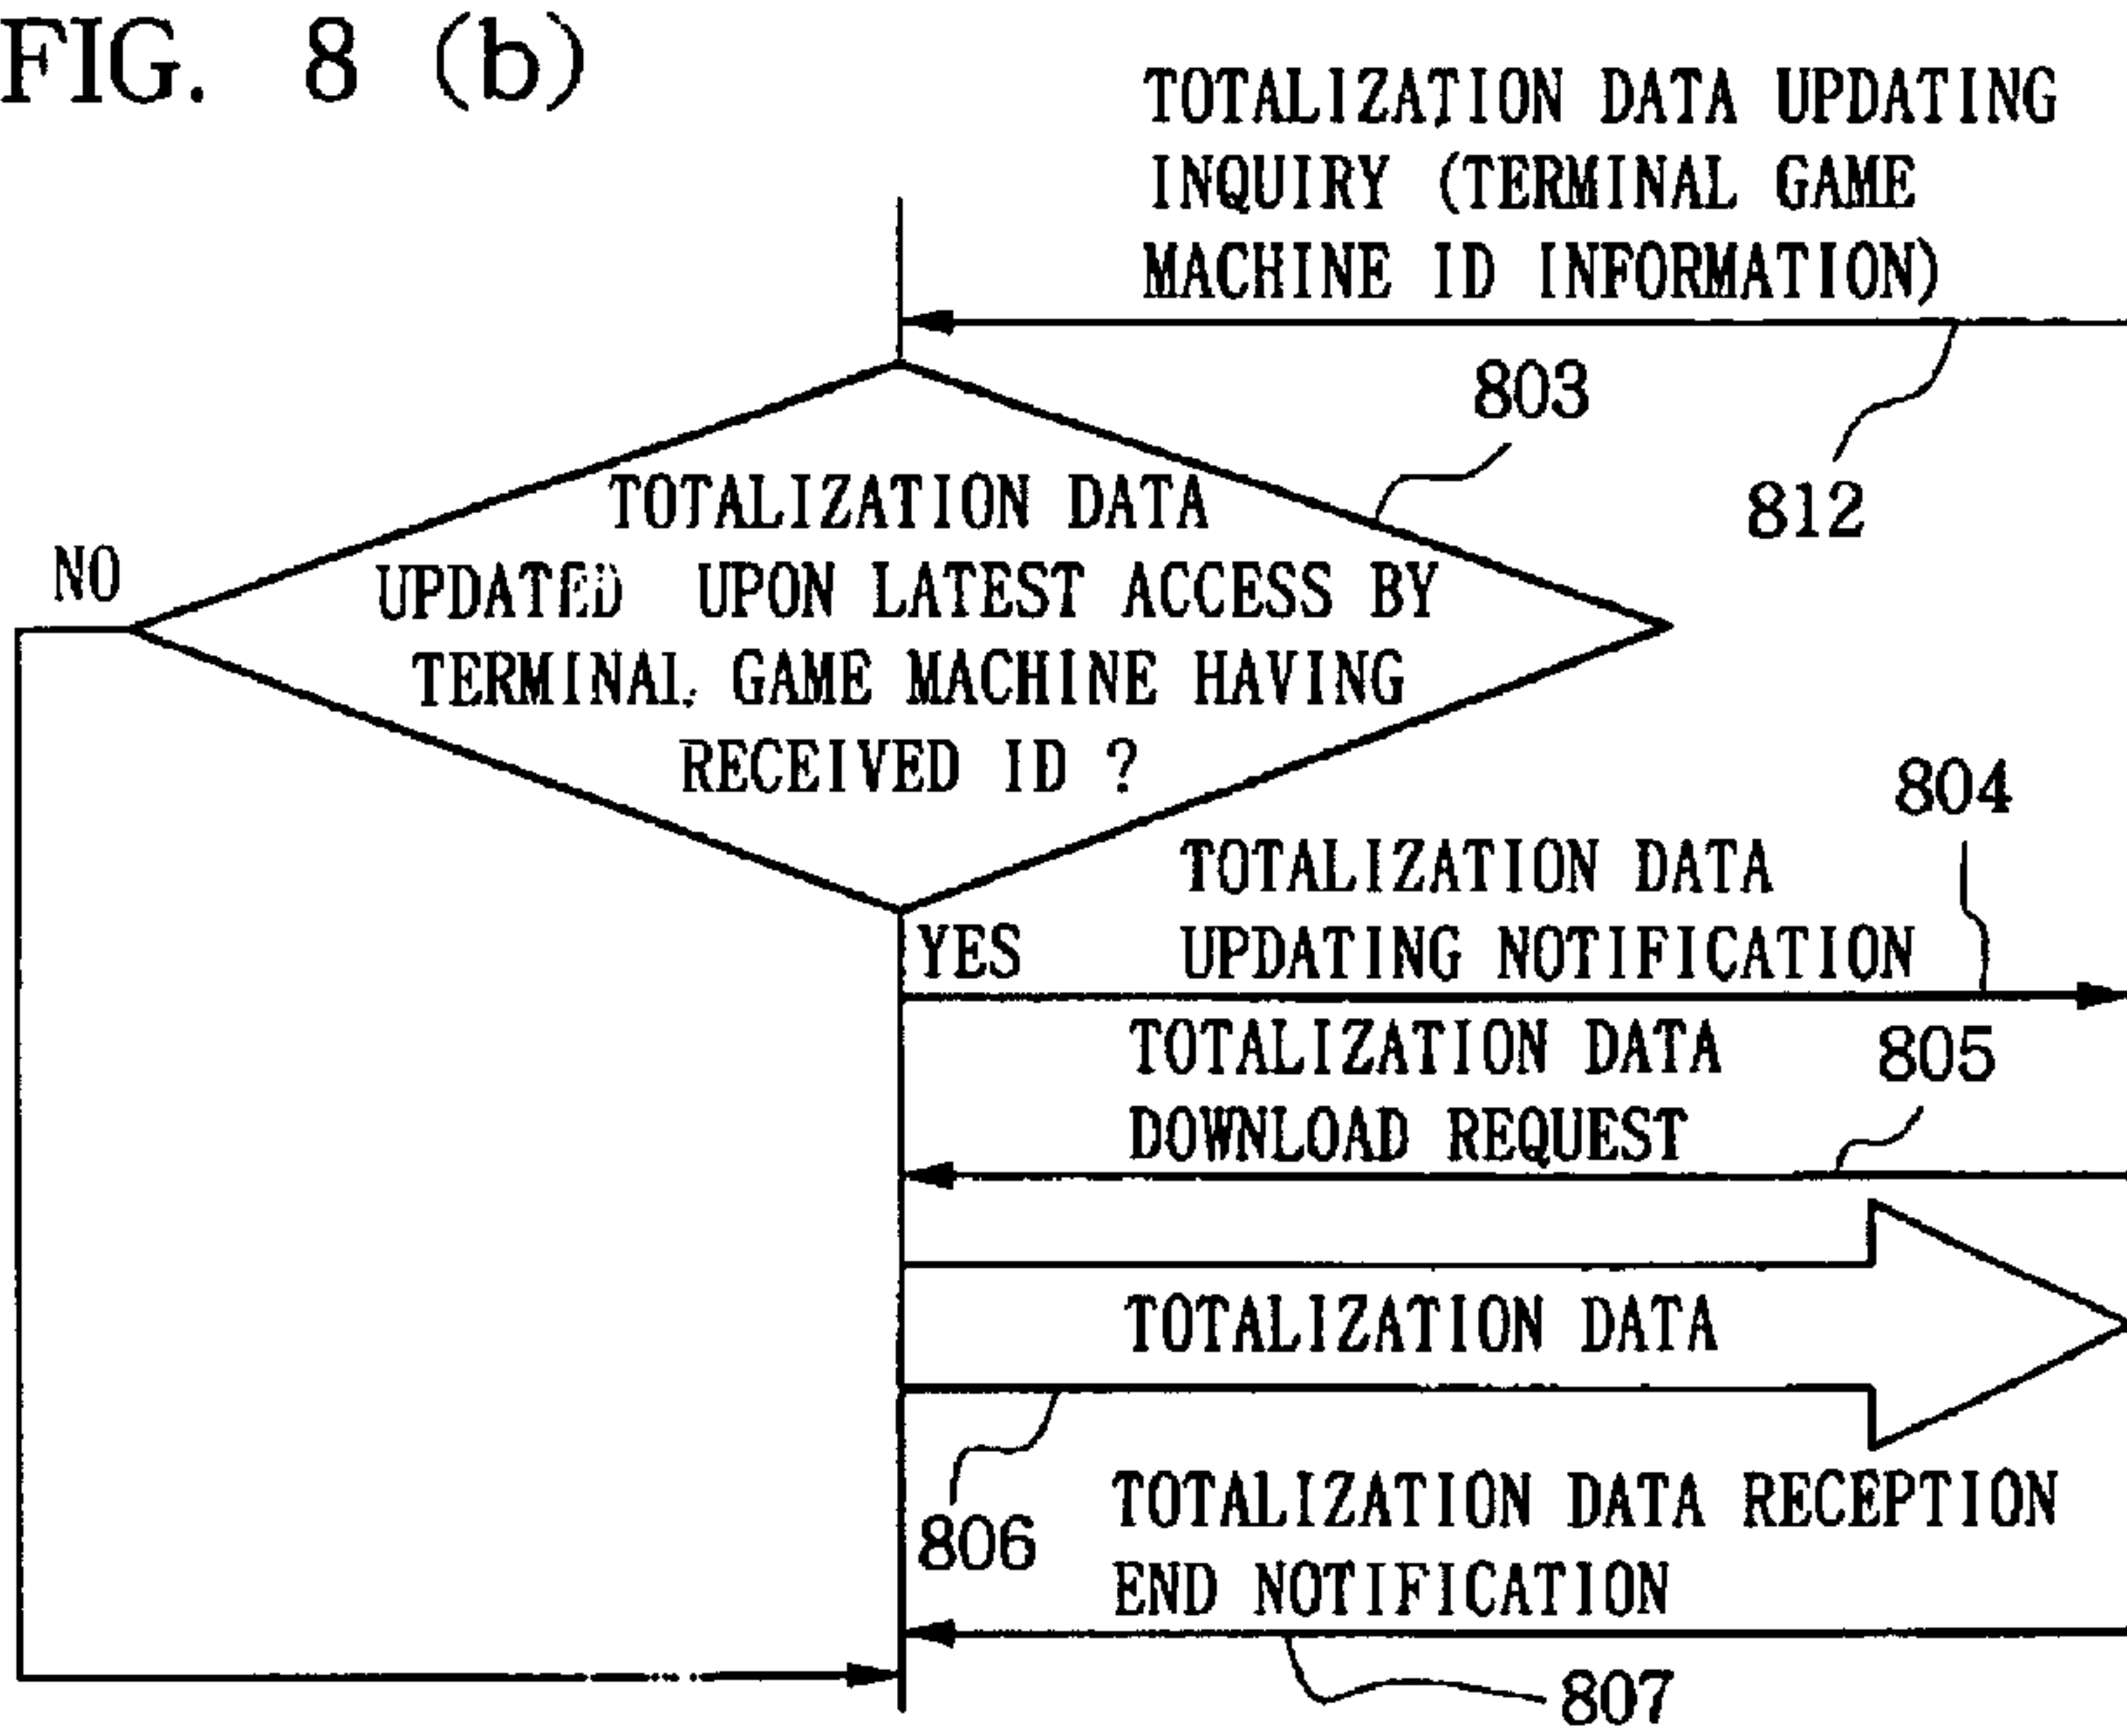 FIG. 8 (b)
TOTALIZATION DATA UPDATING
INQUIRY (TERMINAL GAME
MACHINE ID INFORMATION)
803
812
TOTALIZATION DATA
UPDATED UPON LATEST ACCESS BY
TERMINAL GAME MACHINE HAVING
RECEIVED ID ?
NO
804
TOTALIZATION DATA
UPDATING NOTIFICATION
YES
TOTALIZATION DATA
DOWNLOAD REQUEST
805
TOTALIZATION DATA
806
TOTALIZATION DATA RECEPTION
END NOTIFICATION
807